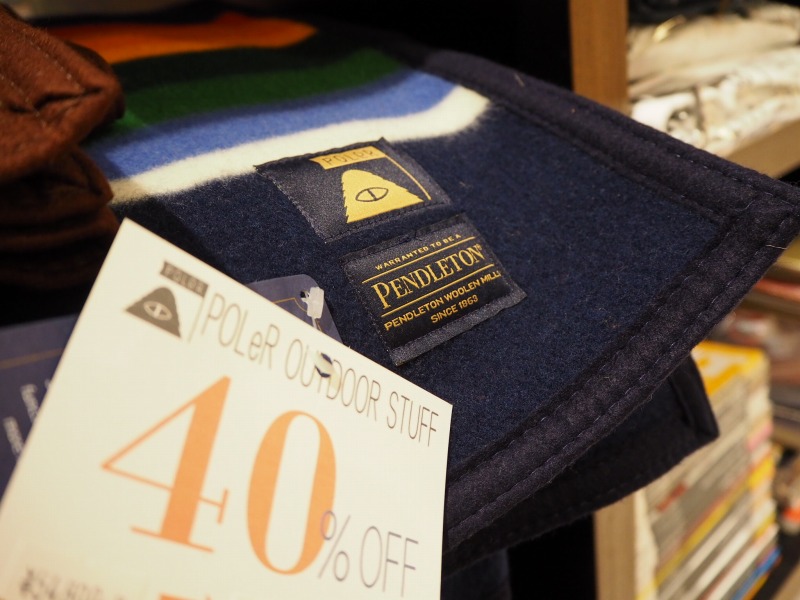 POLER
WARRANTED TO BE A
PENDLETON®
PENDLETON WOOLEN MILLS
SINCE 1863
POLER
POLeR OUTDOOR STUFF
40% OFF